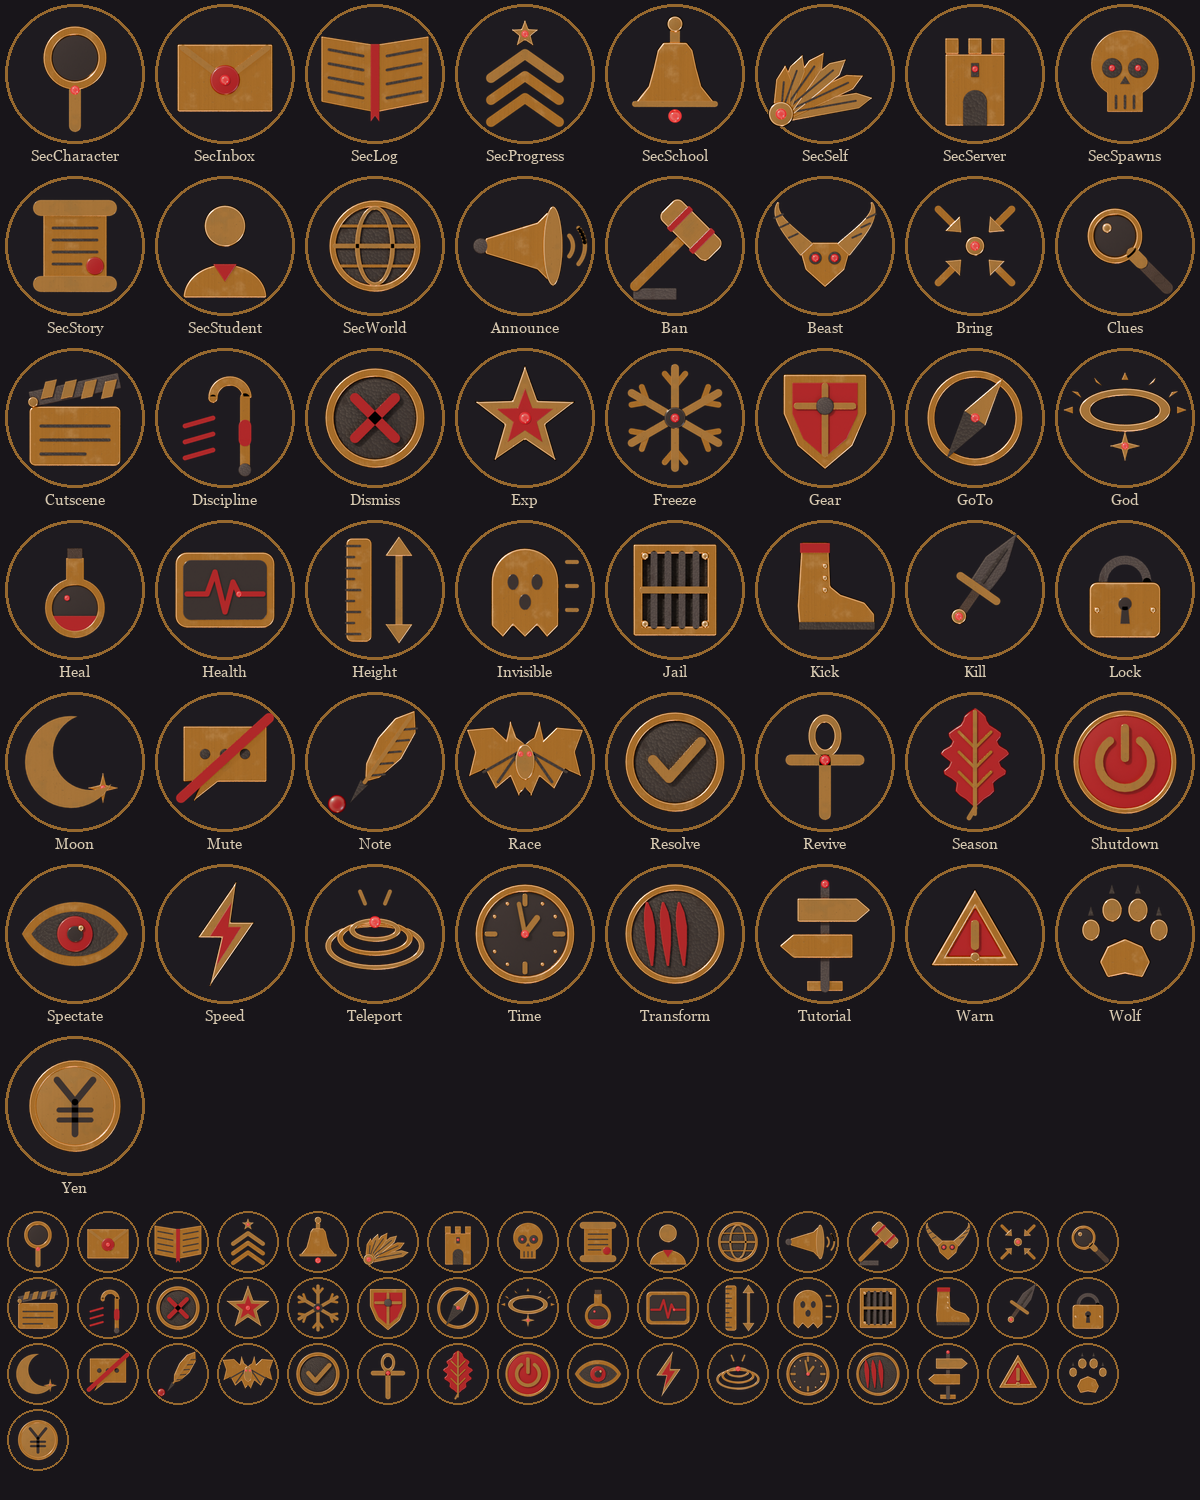 SecCharacter SecInbox SecLog SecProgress SecSchool SecSelf SecServer SecSpawns
SecStory SecStudent SecWorld Announce Ban Beast Bring Clues
Cutscene Discipline Dismiss Exp Freeze Gear GoTo God
Heal Health Height Invisible Jail Kick Kill Lock
Moon Mute Note Race Resolve Revive Season Shutdown
Spectate Speed Teleport Time Transform Tutorial Warn Wolf
Yen